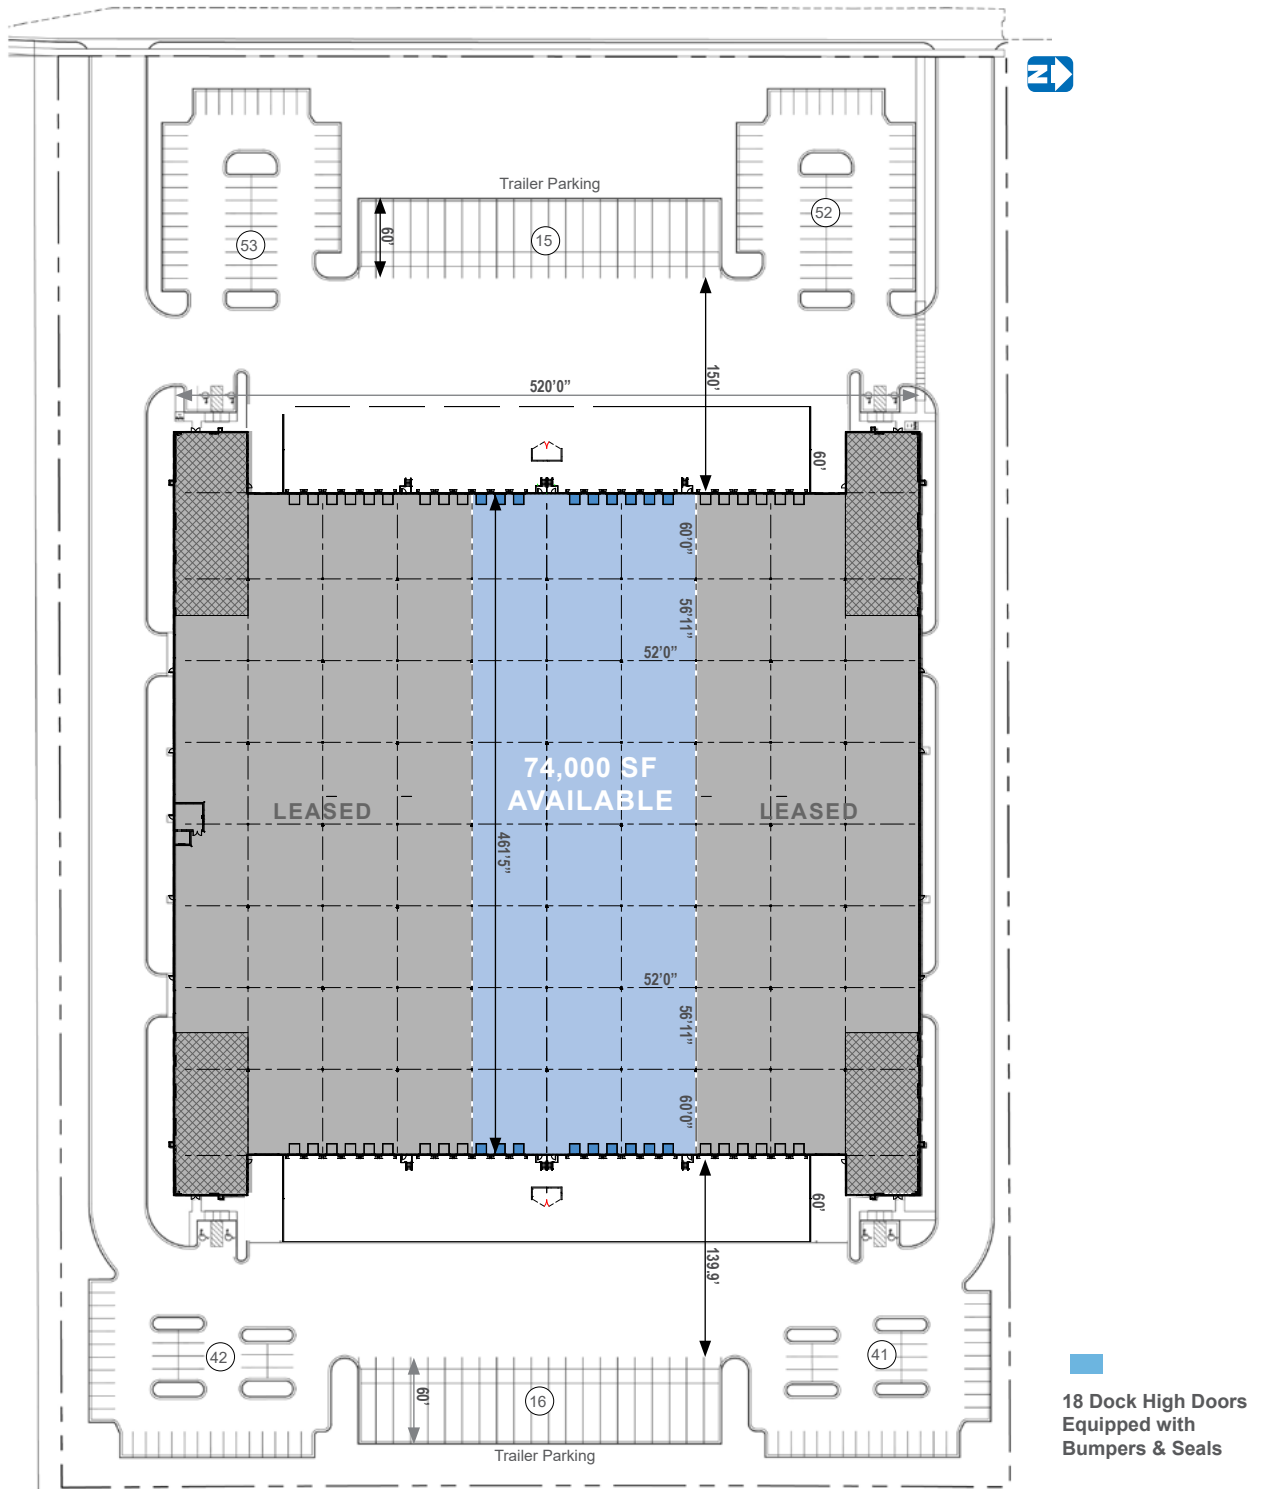 N
Trailer Parking
53
60'
15
52
150'
520'0"
60'
60'0"
56'11"
52'0"
74,000 SF
AVAILABLE
LEASED
LEASED
461'5"
52'0"
56'11"
60'0"
60'
139.9'
42
41
60'
16
Trailer Parking
18 Dock High Doors
Equipped with
Bumpers & Seals